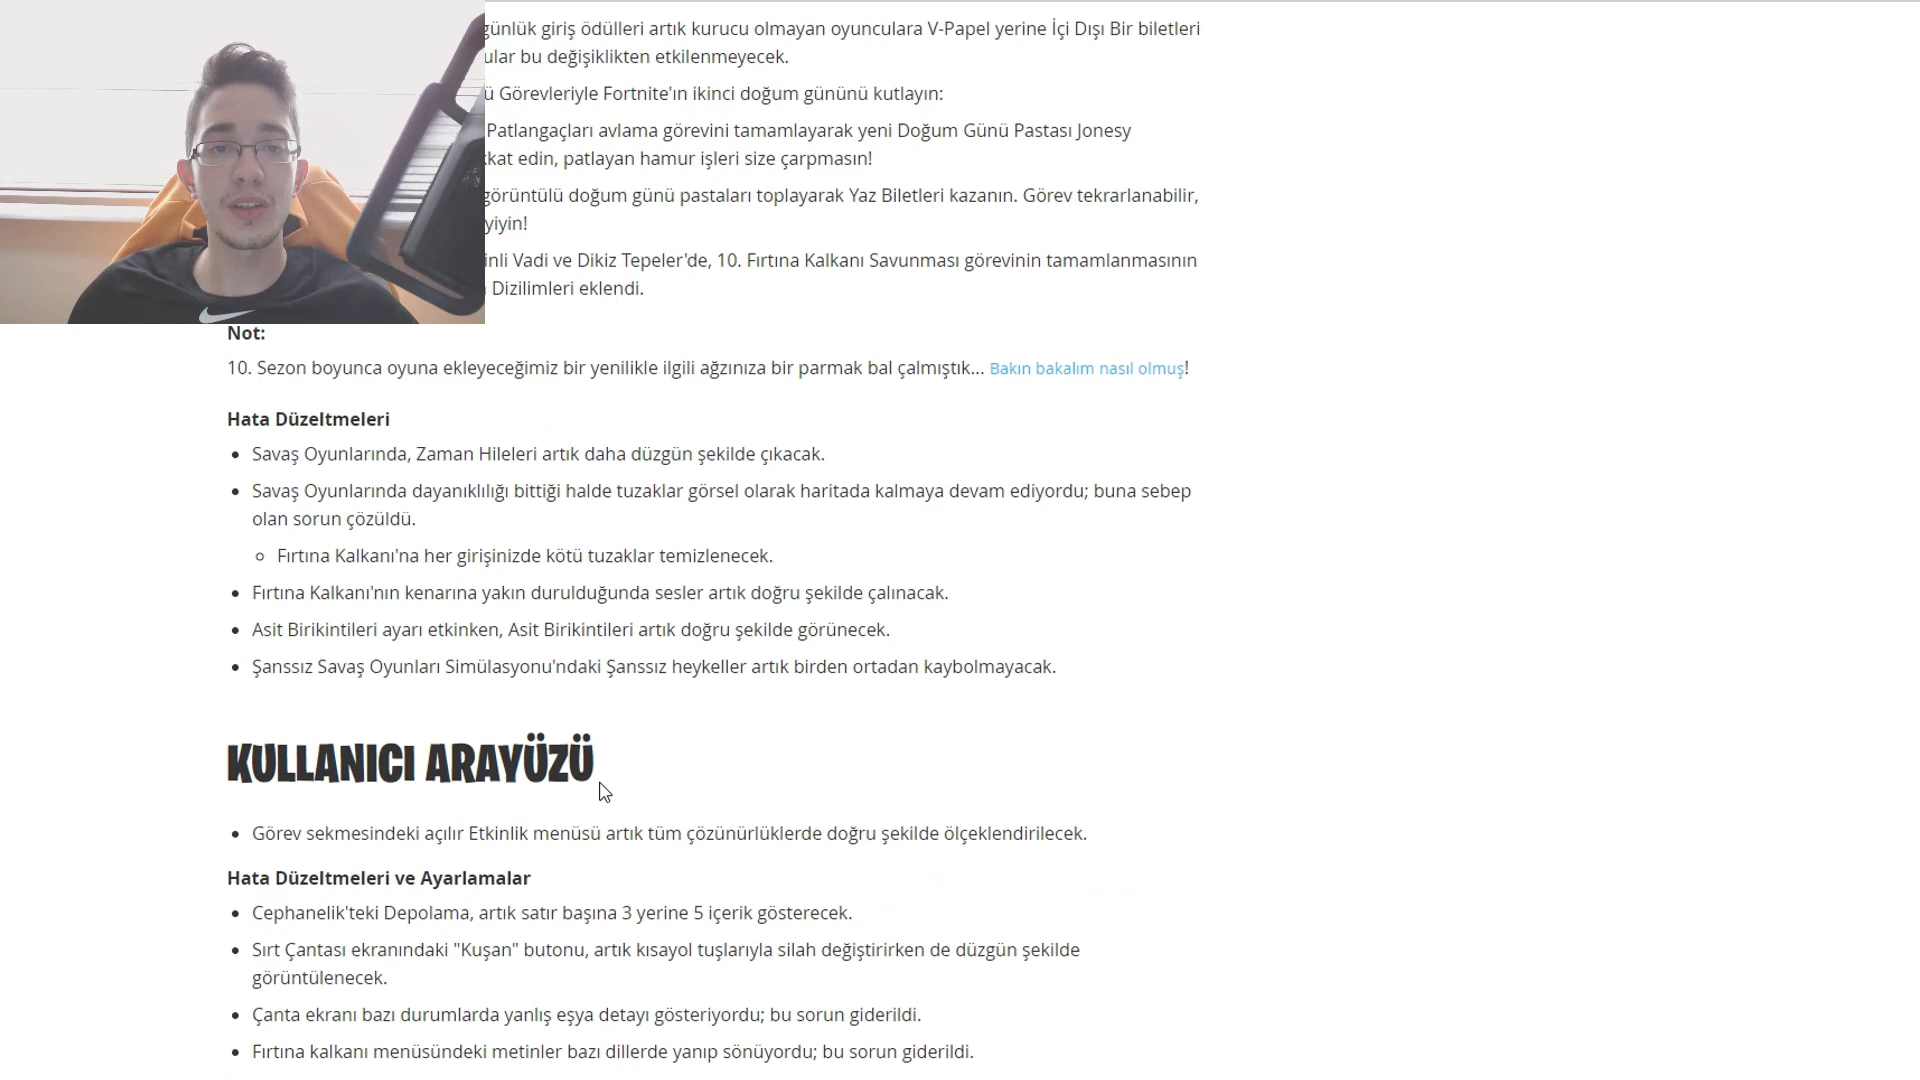 günlük giriş ödülleri artık kurucu olmayan oyunculara V-Papel yerine İçi Dışı Bir biletleri
ular bu değişiklikten etkilenmeyecek.
ü Görevleriyle Fortnite'ın ikinci doğum gününü kutlayın:
Patlangaçları avlama görevini tamamlayarak yeni Doğum Günü Pastası Jonesy
kkat edin, patlayan hamur işleri size çarpmasın!
görüntülü doğum günü pastaları toplayarak Yaz Biletleri kazanın. Görev tekrarlanabilir,
yiyin!
inli Vadi ve Dikiz Tepeler'de, 10. Fırtına Kalkanı Savunması görevinin tamamlanmasının
Dizilimleri eklendi.
Not:
10. Sezon boyunca oyuna ekleyeceğimiz bir yenilikle ilgili ağzınıza bir parmak bal çalmıştık... Bakın bakalım nasıl olmuş!
Hata Düzeltmeleri
• Savaş Oyunlarında, Zaman Hileleri artık daha düzgün şekilde çıkacak.
• Savaş Oyunlarında dayanıklılığı bittiği halde tuzaklar görsel olarak haritada kalmaya devam ediyordu; buna sebep
olan sorun çözüldü.
◦ Fırtına Kalkanı'na her girişinizde kötü tuzaklar temizlenecek.
• Fırtına Kalkanı'nın kenarına yakın durulduğunda sesler artık doğru şekilde çalınacak.
• Asit Birikintileri ayarı etkinken, Asit Birikintileri artık doğru şekilde görünecek.
• Şanssız Savaş Oyunları Simülasyonu'ndaki Şanssız heykeller artık birden ortadan kaybolmayacak.
KULLANICI ARAYÜZÜ
• Görev sekmesindeki açılır Etkinlik menüsü artık tüm çözünürlüklerde doğru şekilde ölçeklendirilecek.
Hata Düzeltmeleri ve Ayarlamalar
• Cephanelik'teki Depolama, artık satır başına 3 yerine 5 içerik gösterecek.
• Sırt Çantası ekranındaki "Kuşan" butonu, artık kısayol tuşlarıyla silah değiştirirken de düzgün şekilde
görüntülenecek.
• Çanta ekranı bazı durumlarda yanlış eşya detayı gösteriyordu; bu sorun giderildi.
• Fırtına kalkanı menüsündeki metinler bazı dillerde yanıp sönüyordu; bu sorun giderildi.